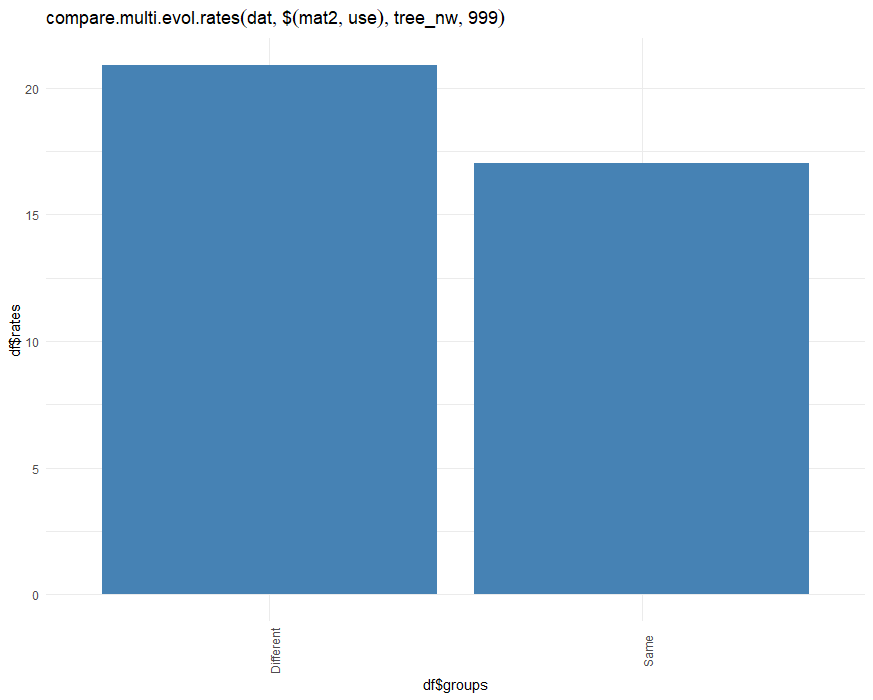 compare.multi.evol.rates(dat, $(mat2, use), tree_nw, 999)
20
15
10
5
0
df$rates
Different
Same
df$groups